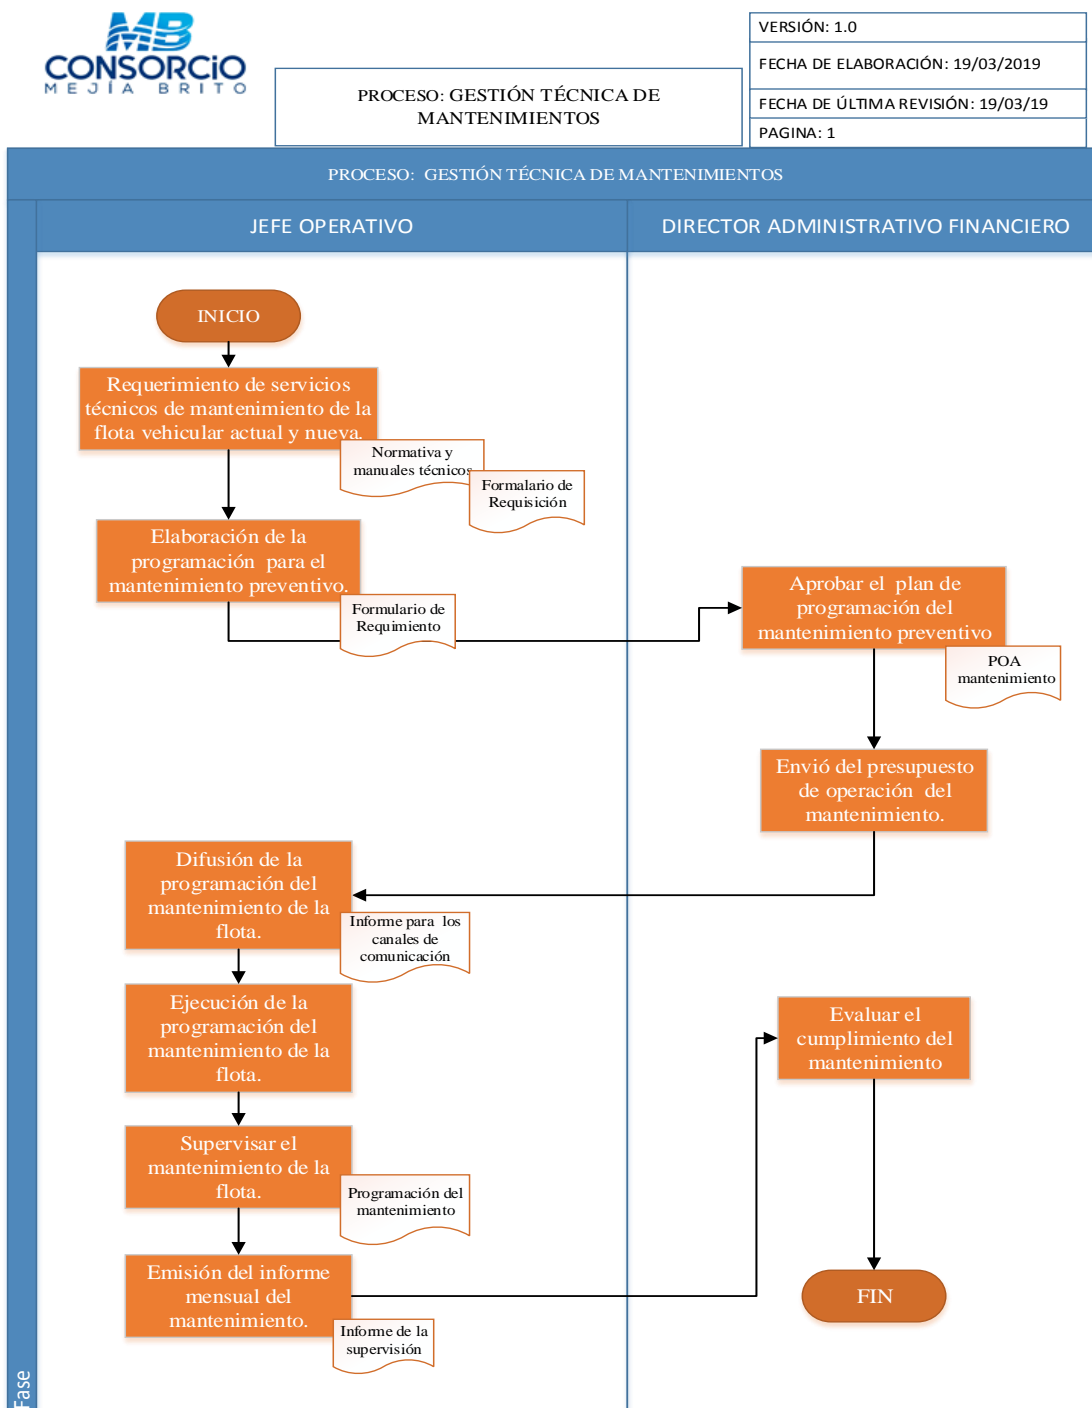 MB
CONSORCIO
MEJÍA BRITO
PROCESO: GESTIÓN TÉCNICA DE
MANTENIMIENTOS
VERSIÓN: 1.0
FECHA DE ELABORACIÓN: 19/03/2019
FECHA DE ÚLTIMA REVISIÓN: 19/03/19
PAGINA: 1
PROCESO: GESTIÓN TÉCNICA DE MANTENIMIENTOS
JEFE OPERATIVO
DIRECTOR ADMINISTRATIVO FINANCIERO
INICIO
Requerimiento de servicios
técnicos de mantenimiento de la
flota vehicular actual y nueva.
Normativa y
manuales técnicos
Formalario de
Requisición
Elaboración de la
programación para el
mantenimiento preventivo.
Formulario de
Requimiento
Aprobar el plan de
programación del
mantenimiento preventivo
POA
mantenimiento
Envió del presupuesto
de operación del
mantenimiento.
Difusión de la
programación del
mantenimiento de la
flota.
Informe para los
canales de
comunicación
Ejecución de la
programación del
mantenimiento de la
flota.
Supervisar el
mantenimiento de la
flota.
Programación del
mantenimiento
Emisión del informe
mensual del
mantenimiento.
Informe de la
supervisión
Evaluar el
cumplimiento del
mantenimiento
FIN
Fase